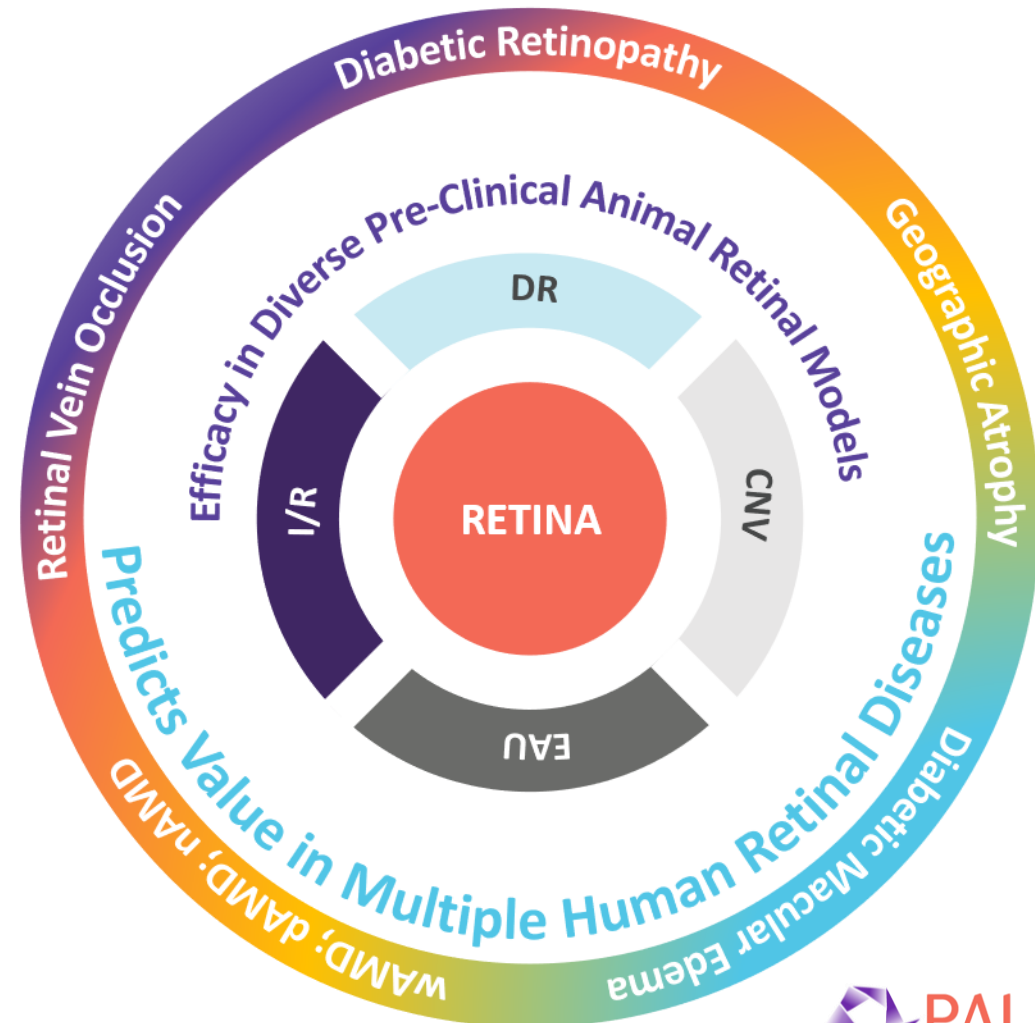 Diabetic Retinopathy
Geographic Atrophy
Diabetic Macular Edema
wAMD; dAMD; nAMD
Retinal Vein Occlusion
Efficacy in Diverse Pre-Clinical Animal Retinal Models
Predicts Value in Multiple Human Retinal Diseases
DR
CNV
EAU
I/R
RETINA